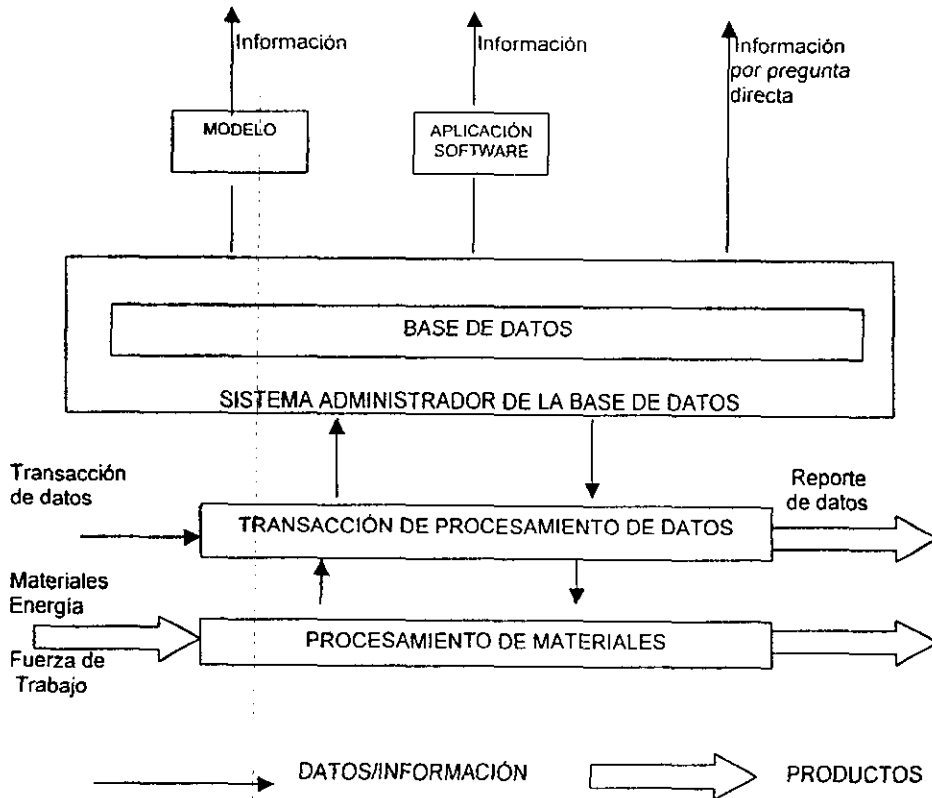 Información
Información
Información
por pregunta
directa
MODELO
APLICACIÓN
SOFTWARE
BASE DE DATOS
SISTEMA ADMINISTRADOR DE LA BASE DE DATOS
Transacción
de datos
Reporte
de datos
TRANSACCIÓN DE PROCESAMIENTO DE DATOS
Materiales
Energía
PROCESAMIENTO DE MATERIALES
Fuerza de
Trabajo
DATOS/INFORMACIÓN
PRODUCTOS